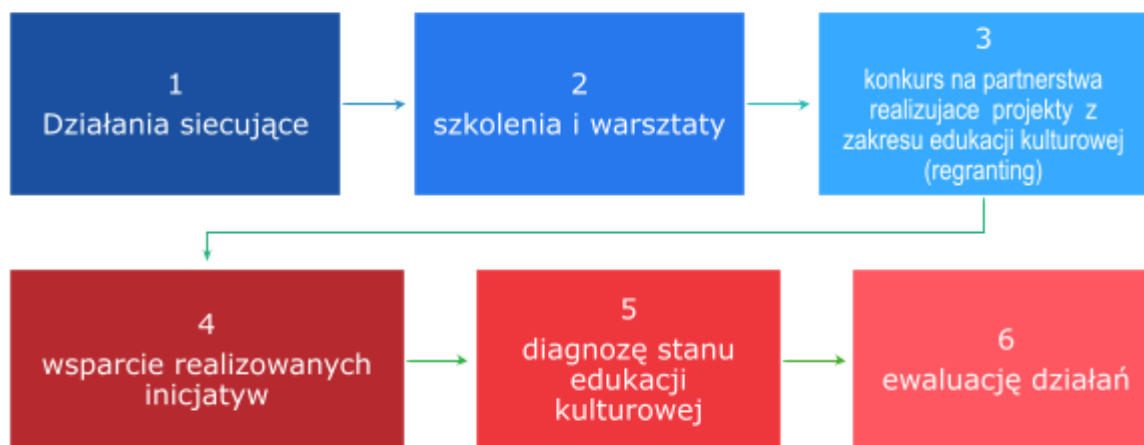 1
Działania siecujące
2
szkolenia i warsztaty
3
konkurs na partnerstwa
realizujace projekty z
zakresu edukacji kulturowej
(regranting)
4
wsparcie realizowanych
inicjatyw
5
diagnozę stanu
edukacji
kulturowej
6
ewaluację działań